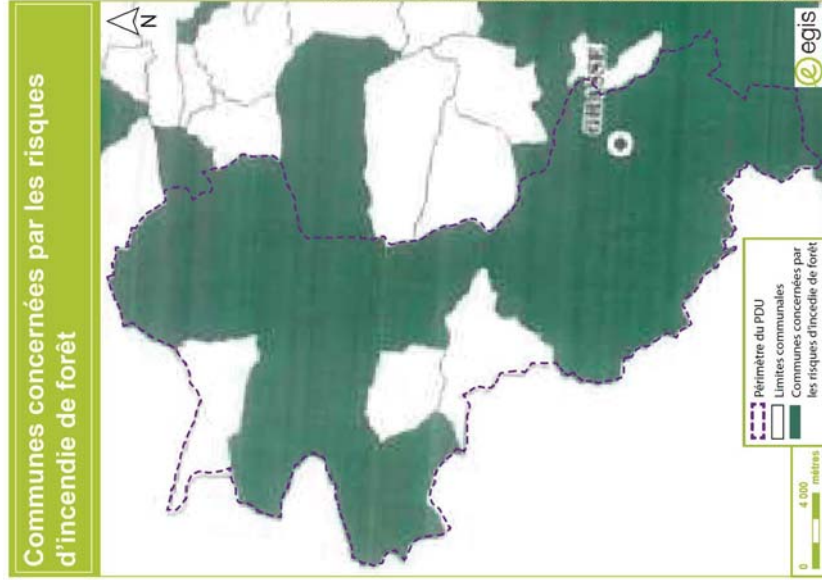 Communes concernées par les risques
d'incendie de forêt
N
GRASSE
Périmètre du PDU
Limites communales
Communes concernées par
les risques d'incedie de forêt
0 4 000
mètres
egis